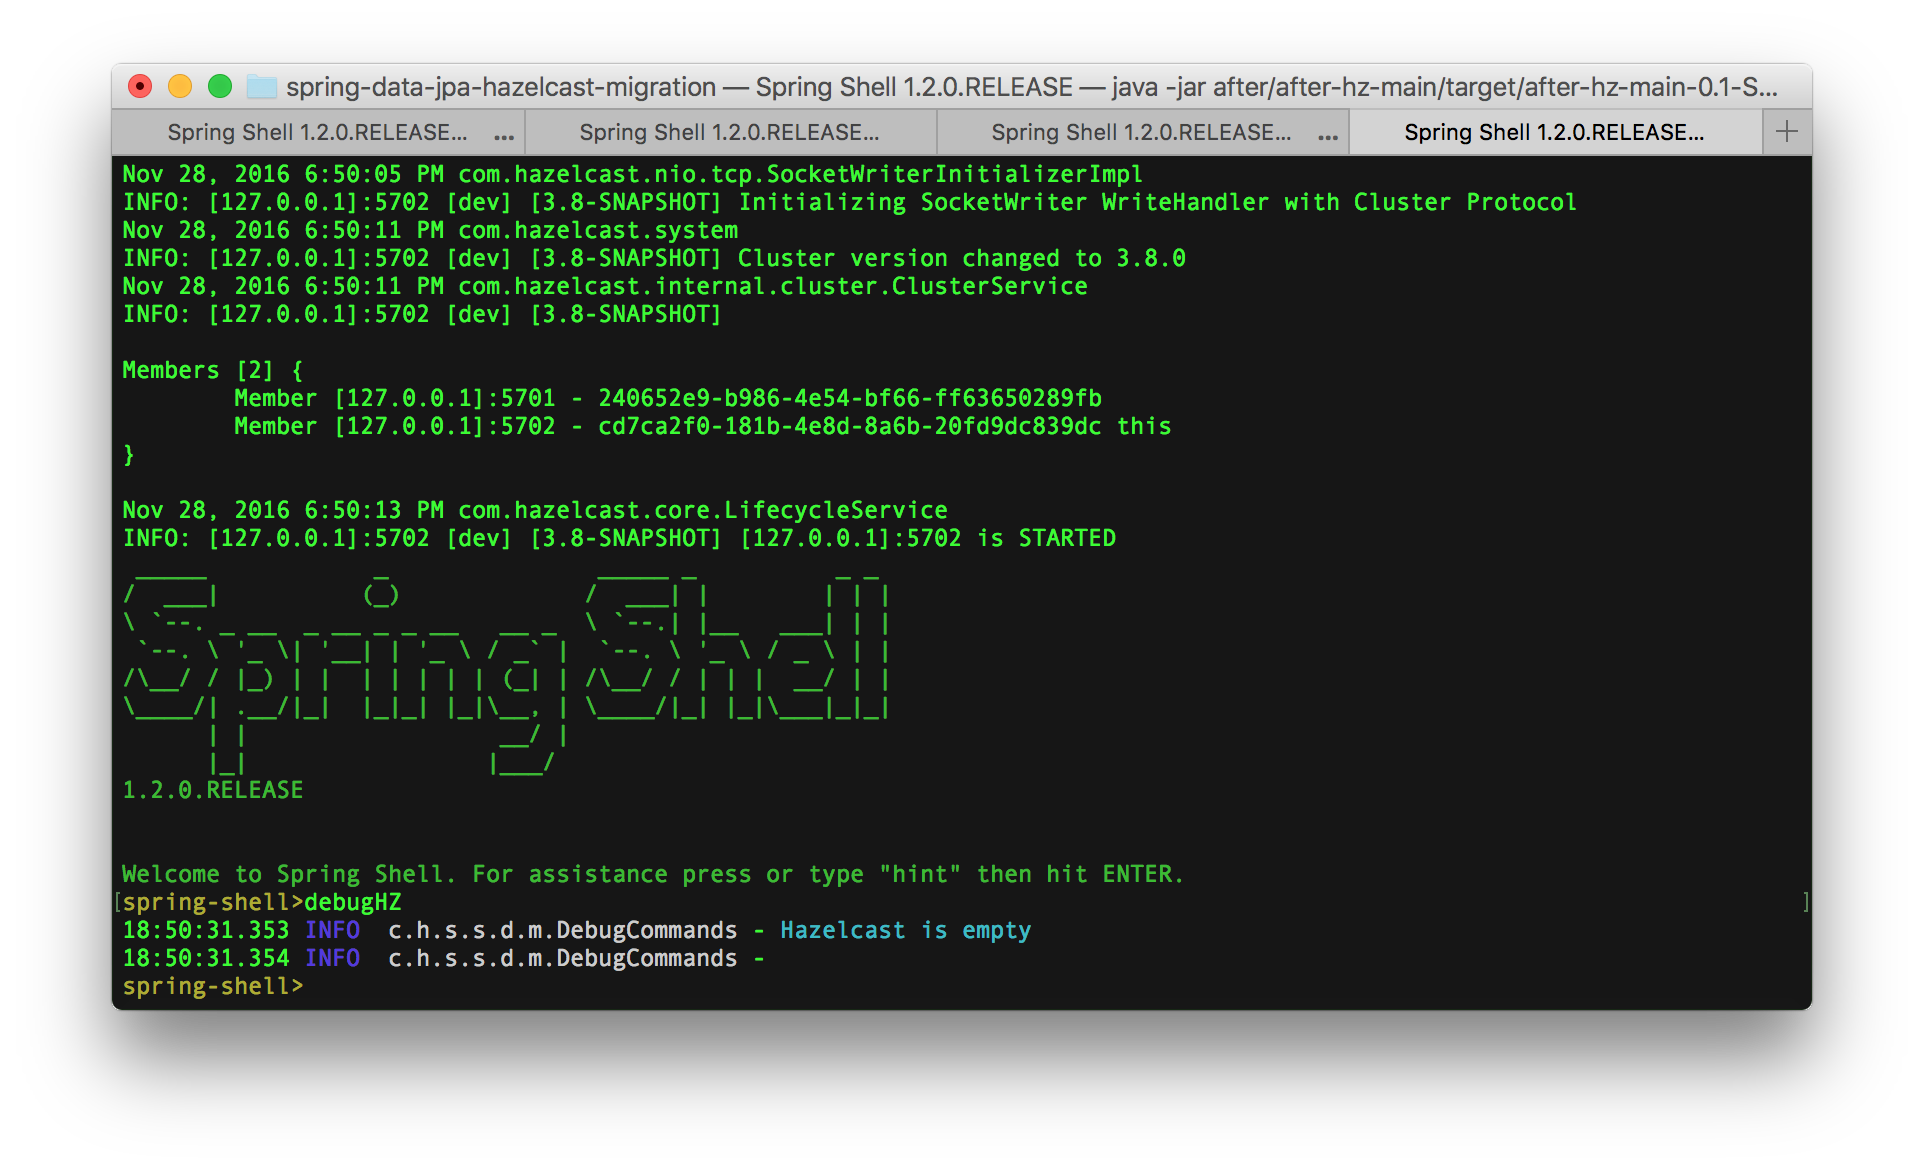 spring-data-jpa-hazelcast-migration — Spring Shell 1.2.0.RELEASE — java -jar after/after-hz-main/target/after-hz-main-0.1-S...
Spring Shell 1.2.0.RELEASE... ... Spring Shell 1.2.0.RELEASE... Spring Shell 1.2.0.RELEASE... ... Spring Shell 1.2.0.RELEASE... +
Nov 28, 2016 6:50:05 PM com.hazelcast.nio.tcp.SocketWriterInitializerImpl
INFO: [127.0.0.1]:5702 [dev] [3.8-SNAPSHOT] Initializing SocketWriter WriteHandler with Cluster Protocol
Nov 28, 2016 6:50:11 PM com.hazelcast.system
INFO: [127.0.0.1]:5702 [dev] [3.8-SNAPSHOT] Cluster version changed to 3.8.0
Nov 28, 2016 6:50:11 PM com.hazelcast.internal.cluster.ClusterService
INFO: [127.0.0.1]:5702 [dev] [3.8-SNAPSHOT]
Members [2] {
Member [127.0.0.1]:5701 - 240652e9-b986-4e54-bf66-ff63650289fb
Member [127.0.0.1]:5702 - cd7ca2f0-181b-4e8d-8a6b-20fd9dc839dc this
}
Nov 28, 2016 6:50:13 PM com.hazelcast.core.LifecycleService
INFO: [127.0.0.1]:5702 [dev] [3.8-SNAPSHOT] [127.0.0.1]:5702 is STARTED
Spring Shell
1.2.0.RELEASE
Welcome to Spring Shell. For assistance press or type "hint" then hit ENTER.
[spring-shell>debugHZ ]
18:50:31.353 INFO c.h.s.s.d.m.DebugCommands - Hazelcast is empty
18:50:31.354 INFO c.h.s.s.d.m.DebugCommands -
spring-shell>